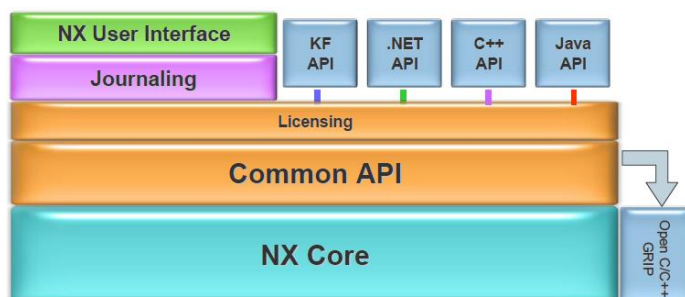 NX User Interface
Journaling
KF
API
.NET
API
C++
API
Java
API
Licensing
Common API
NX Core
Open C/C++
GRIP